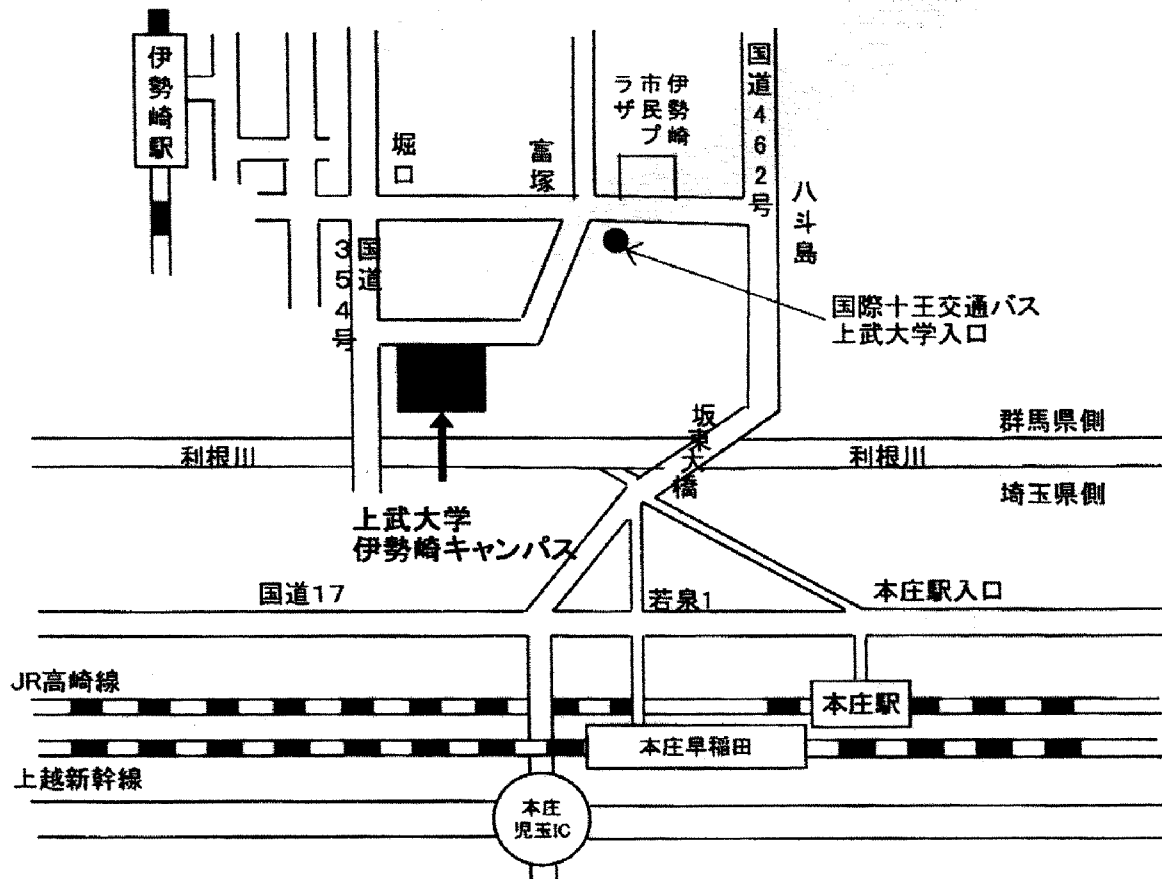 伊勢崎駅
堀口
富塚
伊勢崎
市民プ
ラザ
国道462号
八斗島
国道
354号
国際十王交通バス
上武大学入口
坂東大橋
群馬県側
利根川
利根川
埼玉県側
上武大学
伊勢崎キャンパス
国道17
若泉1
本庄駅入口
JR高崎線
本庄駅
本庄早稲田
上越新幹線
本庄
児玉IC